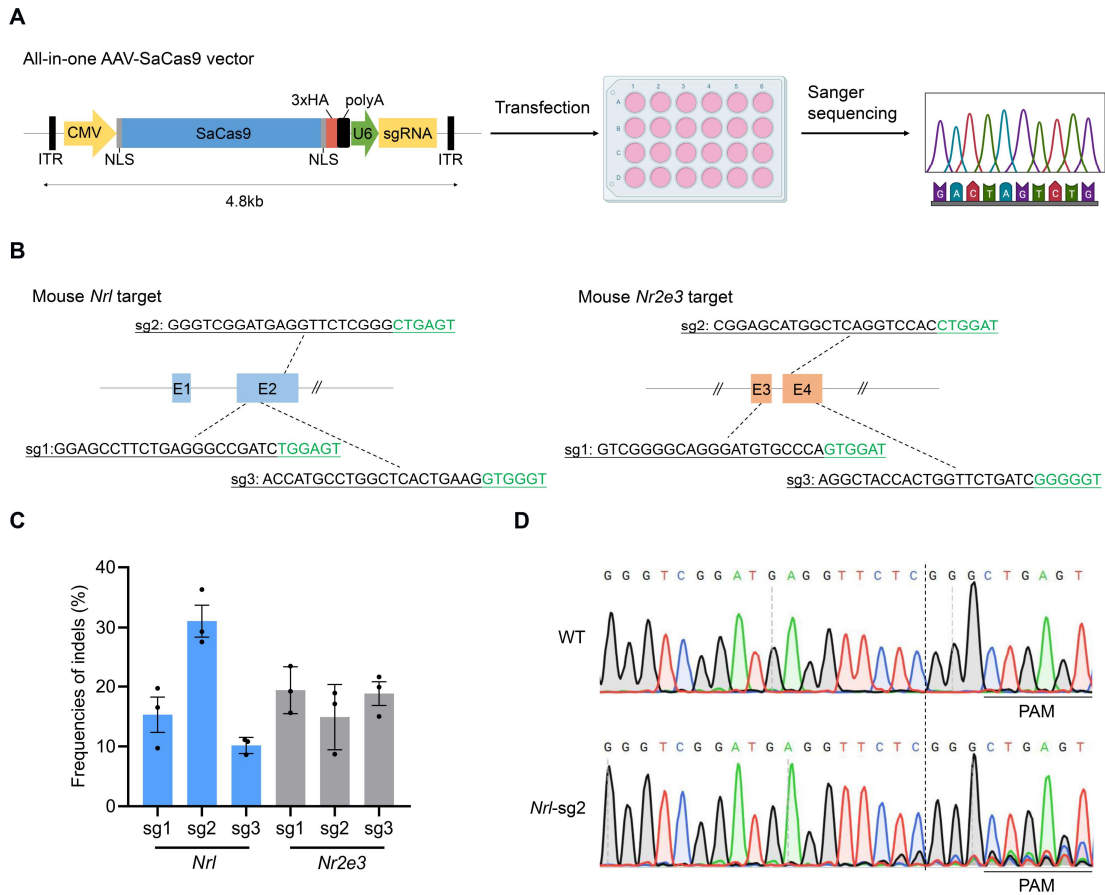 A
All-in-one AAV-SaCas9 vector
3xHA polyA
CMV SaCas9 U6 sgRNA
ITR NLS NLS ITR
4.8kb
Transfection
1 2 3 4 5 6
A
B
C
D
Sanger
sequencing
G A C T A G T C T G
B
Mouse Nrl target
sg2: GGGTCGGATGAGGTTCTCGGGCTGAGT
E1 E2 //
sg1:GGAGCCTTCTGAGGGCCGATCTGGAGT
sg3: ACCATGCCTGGCTCACTGAAGGTGGGT
Mouse Nr2e3 target
sg2: CGGAGCATGGCTCAGGTCCACCTGGAT
// E3 E4 //
sg1: GTCGGGGCAGGGATGTGCCCAGTGGAT
sg3: AGGCTACCACTGGTTCTGATCGGGGGT
C
Frequencies of indels (%)
40
30
20
10
0
sg1 sg2 sg3 sg1 sg2 sg3
Nrl Nr2e3
D
G G G T C G G A T G A G G T T C T C G G G C T G A G T
WT
PAM
G G G T C G G A T G A G G T T C T C G G G C T G A G T
Nrl-sg2
PAM